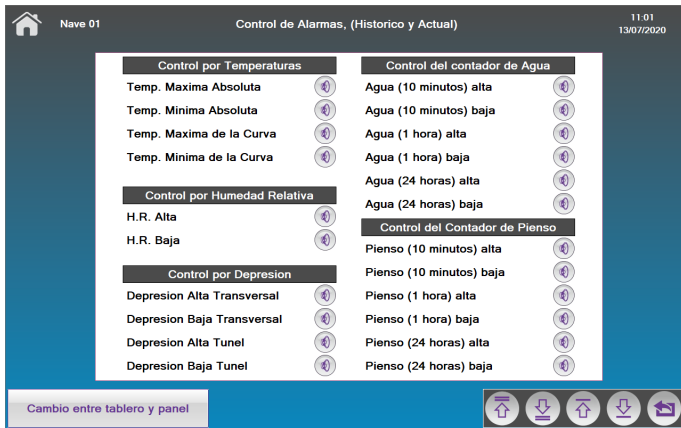 Nave 01
Control de Alarmas, (Historico y Actual)
11:01
13/07/2020
Control por Temperaturas
Temp. Maxima Absoluta
Temp. Minima Absoluta
Temp. Maxima de la Curva
Temp. Minima de la Curva
Control por Humedad Relativa
H.R. Alta
H.R. Baja
Control por Depresion
Depresion Alta Transversal
Depresion Baja Transversal
Depresion Alta Tunel
Depresion Baja Tunel
Control del contador de Agua
Agua (10 minutos) alta
Agua (10 minutos) baja
Agua (1 hora) alta
Agua (1 hora) baja
Agua (24 horas) alta
Agua (24 horas) baja
Control del Contador de Pienso
Pienso (10 minutos) alta
Pienso (10 minutos) baja
Pienso (1 hora) alta
Pienso (1 hora) baja
Pienso (24 horas) alta
Pienso (24 horas) baja
Cambio entre tablero y panel